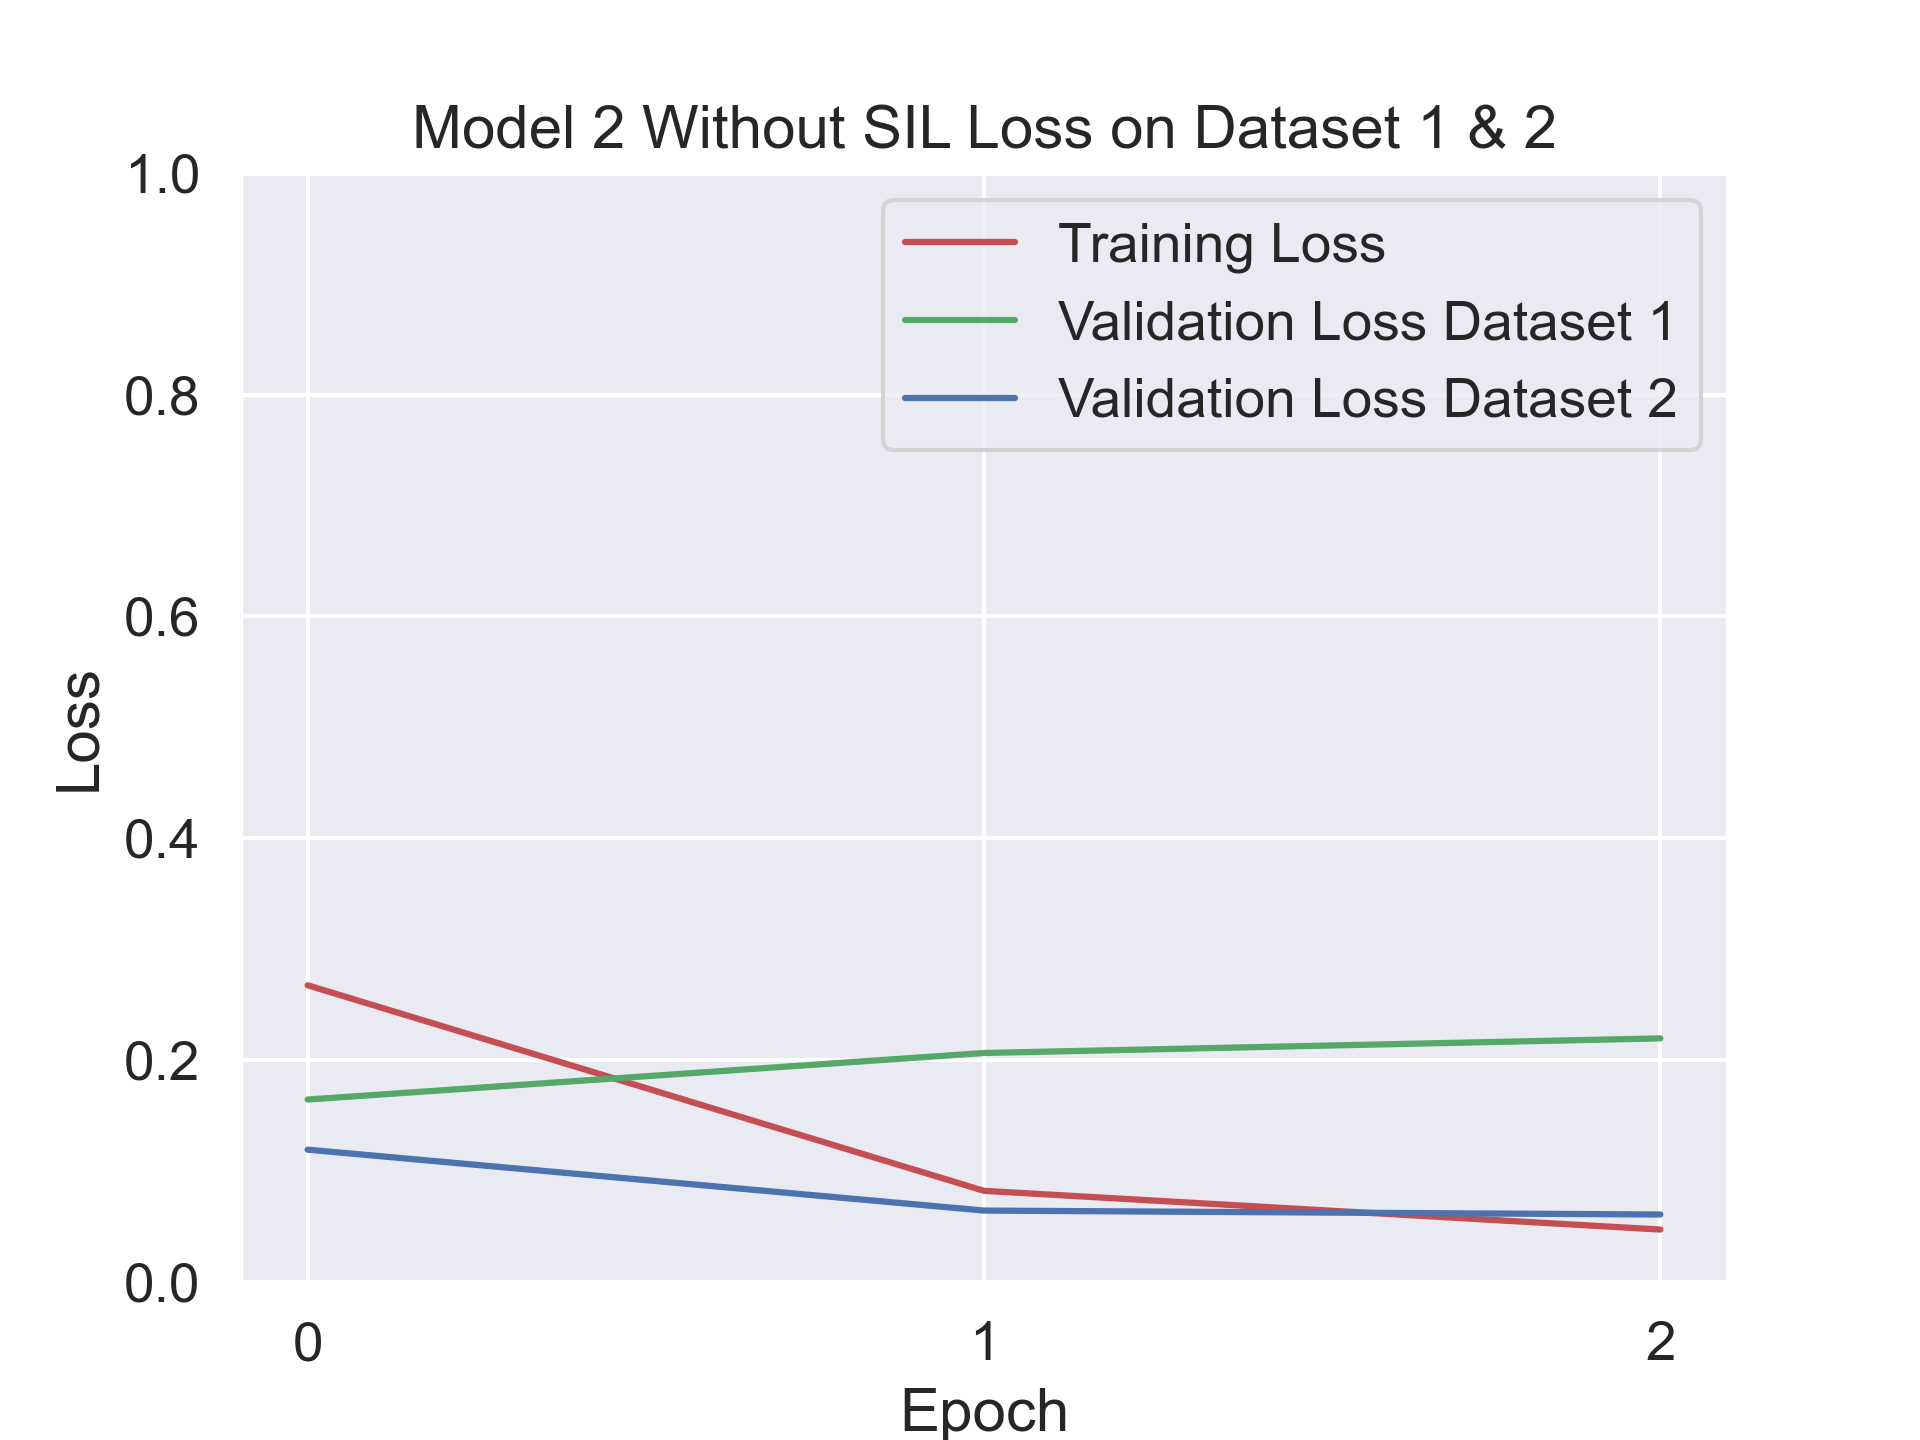 Model 2 Without SIL Loss on Dataset 1 & 2
1.0
Training Loss
Validation Loss Dataset 1
Validation Loss Dataset 2
0.8
0.6
Loss
0.4
0.2
0.0
0 1 2
Epoch